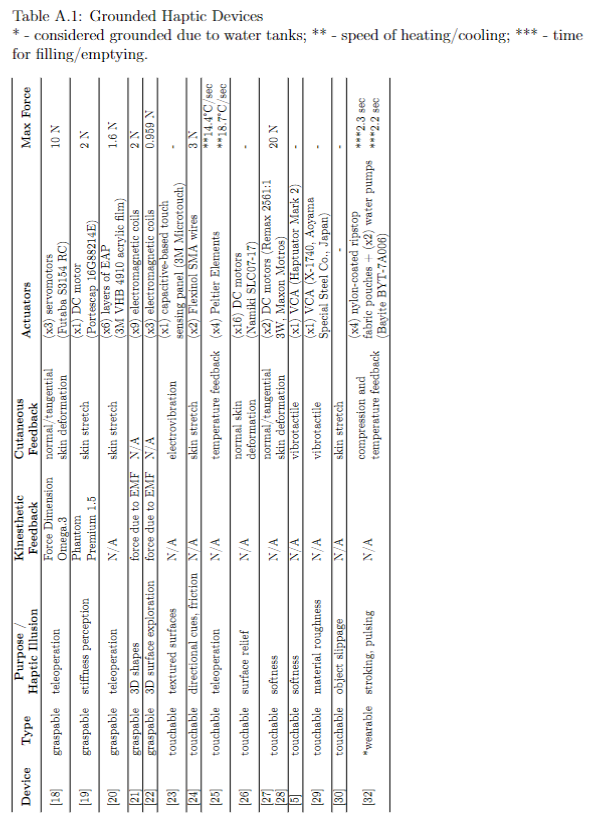 Table A.1: Grounded Haptic Devices
* - considered grounded due to water tanks; ** - speed of heating/cooling; *** - time
for filling/emptying.
Device Type Purpose / Haptic Illusion Kinesthetic Feedback Cutaneous Feedback Actuators Max Force
[18] graspable teleoperation Force Dimension Omega.3 normal/tangential skin deformation (x3) servomotors (Futaba S3154 RC) 10 N
[19] graspable stiffness perception Phantom Premium 1.5 skin stretch (x1) DC motor (Portescap 16G88214E) 2 N
[20] graspable teleoperation N/A skin stretch (x6) layers of EAP (3M VHB 4910 acrylic film) 1.6 N
[21] graspable 3D shapes force due to EMF N/A (x9) electromagnetic coils 2 N
[22] graspable 3D surface exploration force due to EMF N/A (x3) electromagnetic coils 0.959 N
[23] touchable textured surfaces N/A electrovibration (x1) capacitive-based touch sensing panel (3M Microtouch) -
[24] touchable directional cues, friction N/A skin stretch (x2) Flexinol SMA wires 3 N
[25] touchable teleoperation N/A temperature feedback (x4) Peltier Elements **14.4°C/sec **18.7°C/sec
[26] touchable surface relief N/A normal skin deformation (x16) DC motors (Namiki SLC07-17) -
[27] [28] touchable softness N/A normal/tangential skin deformation (x2) DC motors (Remax 2561:1 3W, Maxon Motros) 20 N
[5] touchable softness N/A vibrotactile (x1) VCA (Haptuator Mark 2) -
[29] touchable material roughness N/A vibrotactile (x1) VCA (X-1740, Aoyama Special Steel Co., Japan) -
[30] touchable object slippage N/A skin stretch - -
[32] *wearable stroking, pulsing N/A compression and temperature feedback (x4) nylon-coated ripstop fabric pouches + (x2) water pumps (Bayite BYT-7A006) ***2.3 sec ***2.2 sec